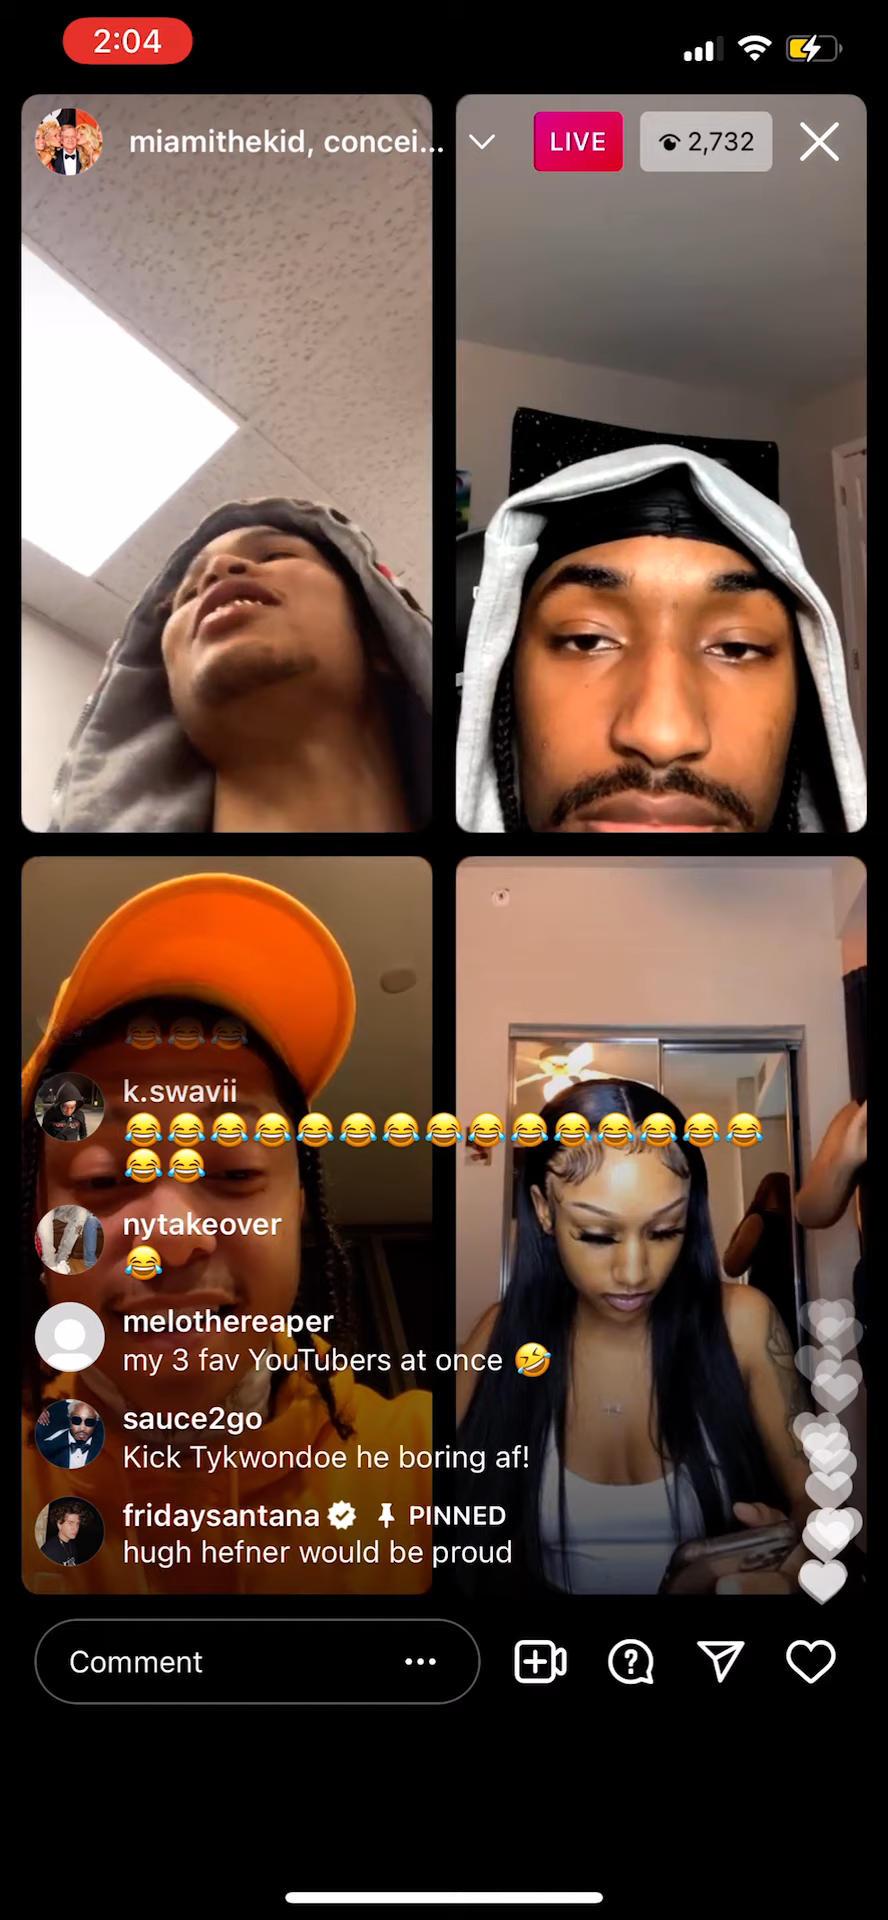 2:04
miamithekid, concei...
LIVE
2,732
😂😂😂
k.swavii
😂😂😂😂😂😂😂😂😂😂😂😂😂😂😂
😂😂
nytakeover
😂
melothereaper
my 3 fav YouTubers at once 🤣
sauce2go
Kick Tykwondoe he boring af!
fridaysantana PINNED
hugh hefner would be proud
Comment